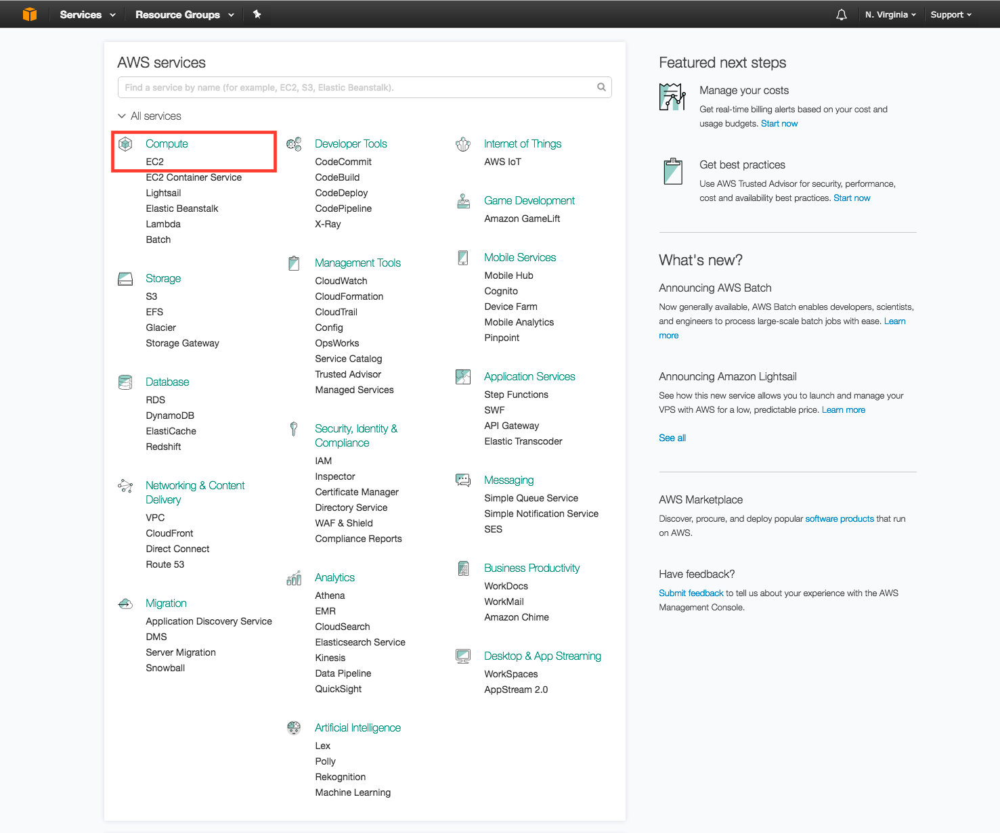 Services
Resource Groups
N. Virginia
Support
AWS services
Find a service by name (for example, EC2, S3, Elastic Beanstalk).
All services
Compute
EC2
EC2 Container Service
Lightsail
Elastic Beanstalk
Lambda
Batch
Storage
S3
EFS
Glacier
Storage Gateway
Database
RDS
DynamoDB
ElastiCache
Redshift
Networking & Content
Delivery
VPC
CloudFront
Direct Connect
Route 53
Migration
Application Discovery Service
DMS
Server Migration
Snowball
Developer Tools
CodeCommit
CodeBuild
CodeDeploy
CodePipeline
X-Ray
Management Tools
CloudWatch
CloudFormation
CloudTrail
Config
OpsWorks
Service Catalog
Trusted Advisor
Managed Services
Security, Identity &
Compliance
IAM
Inspector
Certificate Manager
Directory Service
WAF & Shield
Compliance Reports
Analytics
Athena
EMR
CloudSearch
Elasticsearch Service
Kinesis
Data Pipeline
QuickSight
Artificial Intelligence
Lex
Polly
Rekognition
Machine Learning
Internet of Things
AWS IoT
Game Development
Amazon GameLift
Mobile Services
Mobile Hub
Cognito
Device Farm
Mobile Analytics
Pinpoint
Application Services
Step Functions
SWF
API Gateway
Elastic Transcoder
Messaging
Simple Queue Service
Simple Notification Service
SES
Business Productivity
WorkDocs
WorkMail
Amazon Chime
Desktop & App Streaming
WorkSpaces
AppStream 2.0
Featured next steps
Manage your costs
Get real-time billing alerts based on your cost and
usage budgets. Start now
Get best practices
Use AWS Trusted Advisor for security, performance,
cost and availability best practices. Start now
What's new?
Announcing AWS Batch
Now generally available, AWS Batch enables developers, scientists,
and engineers to process large-scale batch jobs with ease. Learn
more
Announcing Amazon Lightsail
See how this new service allows you to launch and manage your
VPS with AWS for a low, predictable price. Learn more
See all
AWS Marketplace
Discover, procure, and deploy popular software products that run
on AWS.
Have feedback?
Submit feedback to tell us about your experience with the AWS
Management Console.